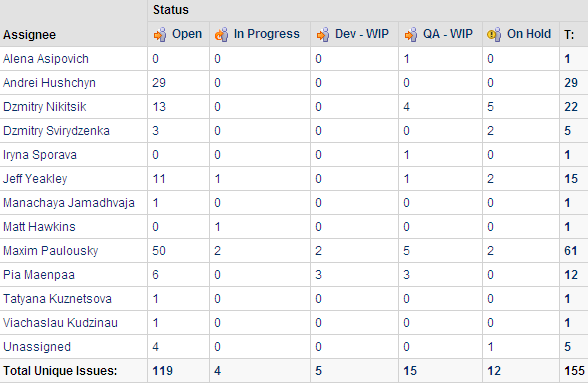 Status
Assignee Open In Progress Dev - WIP QA - WIP On Hold T:
Alena Asipovich 0 0 0 1 0 1
Andrei Hushchyn 29 0 0 0 0 29
Dzmitry Nikitsik 13 0 0 4 5 22
Dzmitry Svirydzenka 3 0 0 0 2 5
Iryna Sporava 0 0 0 1 0 1
Jeff Yeakley 11 1 0 1 2 15
Manachaya Jamadhvaja 1 0 0 0 0 1
Matt Hawkins 0 1 0 0 0 1
Maxim Paulousky 50 2 2 5 2 61
Pia Maenpaa 6 0 3 3 0 12
Tatyana Kuznetsova 1 0 0 0 0 1
Viachaslau Kudzinau 1 0 0 0 0 1
Unassigned 4 0 0 0 1 5
Total Unique Issues: 119 4 5 15 12 155